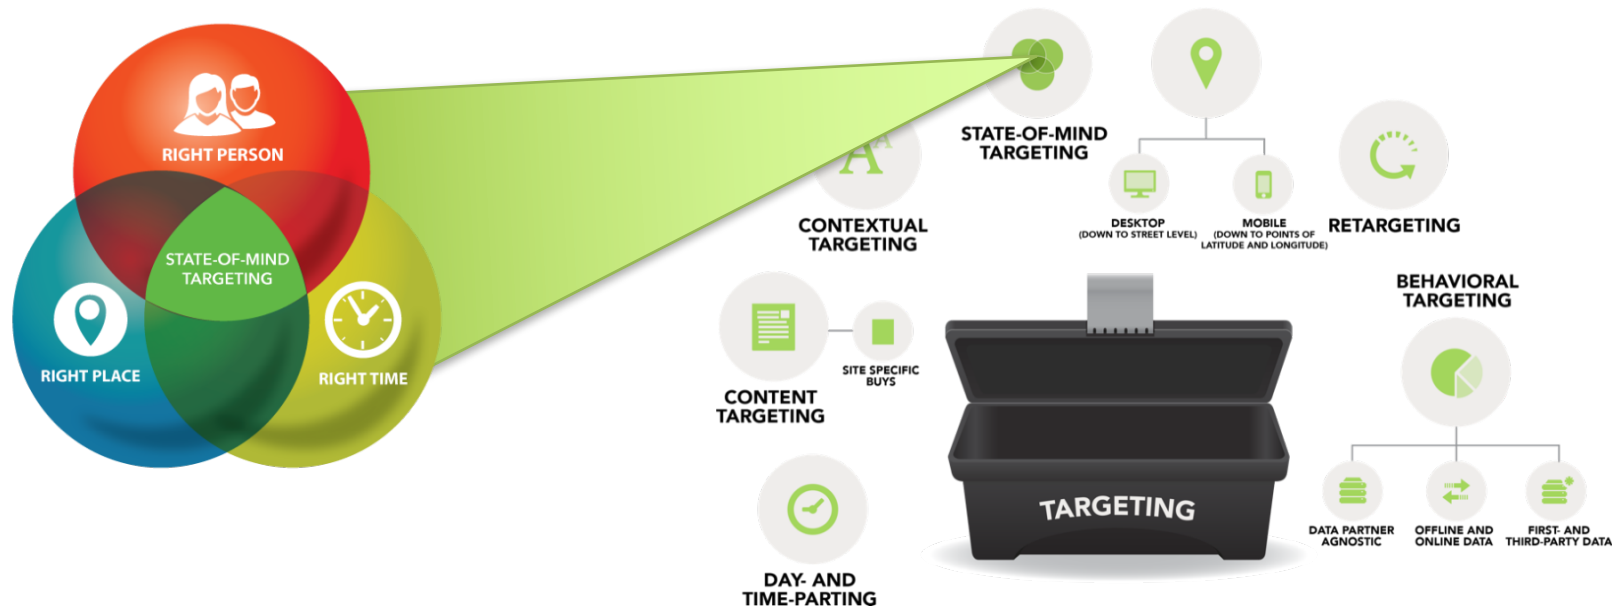 RIGHT PERSON
STATE-OF-MIND
TARGETING
RIGHT PLACE
RIGHT TIME
STATE-OF-MIND
TARGETING
A A
CONTEXTUAL
TARGETING
DESKTOP
(DOWN TO STREET LEVEL)
MOBILE
(DOWN TO POINTS OF
LATITUDE AND LONGITUDE)
RETARGETING
CONTENT
TARGETING
SITE SPECIFIC
BUYS
BEHAVIORAL
TARGETING
DATA PARTNER
AGNOSTIC
OFFLINE AND
ONLINE DATA
FIRST- AND
THIRD-PARTY DATA
TARGETING
DAY- AND
TIME-PARTING